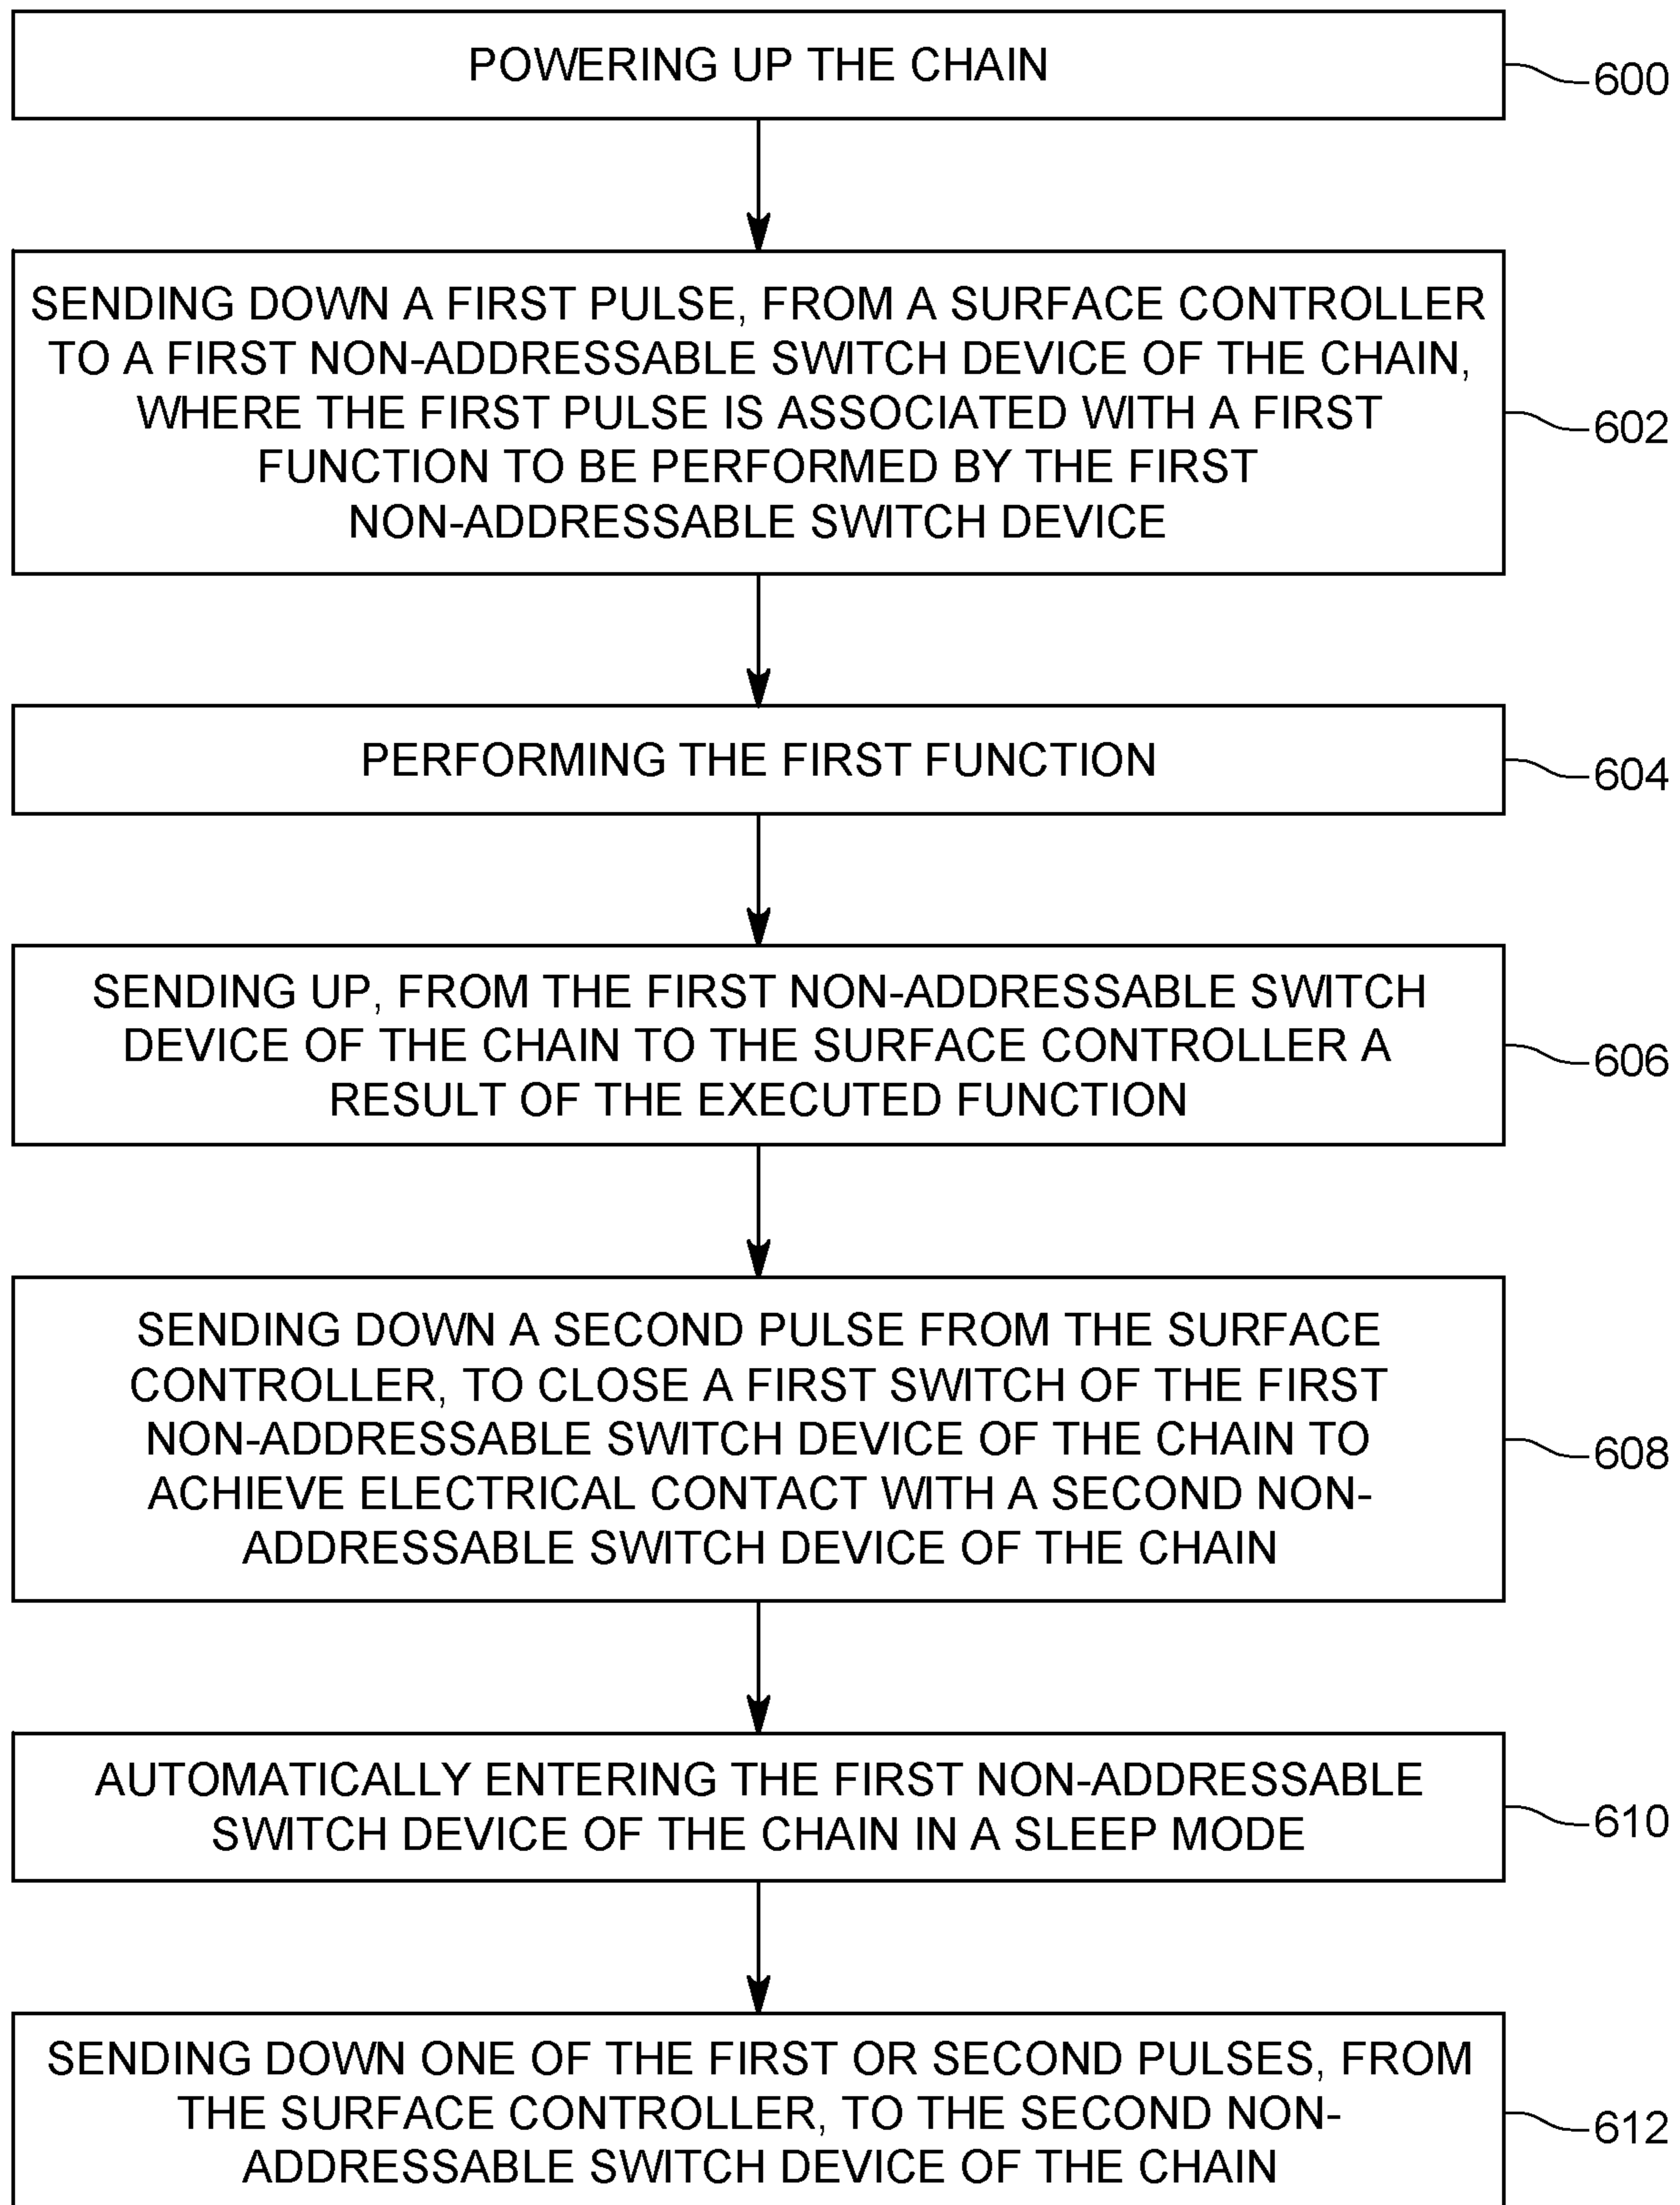 POWERING UP THE CHAIN
600
SENDING DOWN A FIRST PULSE, FROM A SURFACE CONTROLLER
TO A FIRST NON-ADDRESSABLE SWITCH DEVICE OF THE CHAIN,
WHERE THE FIRST PULSE IS ASSOCIATED WITH A FIRST
FUNCTION TO BE PERFORMED BY THE FIRST
NON-ADDRESSABLE SWITCH DEVICE
602
PERFORMING THE FIRST FUNCTION
604
SENDING UP, FROM THE FIRST NON-ADDRESSABLE SWITCH
DEVICE OF THE CHAIN TO THE SURFACE CONTROLLER A
RESULT OF THE EXECUTED FUNCTION
606
SENDING DOWN A SECOND PULSE FROM THE SURFACE
CONTROLLER, TO CLOSE A FIRST SWITCH OF THE FIRST
NON-ADDRESSABLE SWITCH DEVICE OF THE CHAIN TO
ACHIEVE ELECTRICAL CONTACT WITH A SECOND NON-
ADDRESSABLE SWITCH DEVICE OF THE CHAIN
608
AUTOMATICALLY ENTERING THE FIRST NON-ADDRESSABLE
SWITCH DEVICE OF THE CHAIN IN A SLEEP MODE
610
SENDING DOWN ONE OF THE FIRST OR SECOND PULSES, FROM
THE SURFACE CONTROLLER, TO THE SECOND NON-
ADDRESSABLE SWITCH DEVICE OF THE CHAIN
612